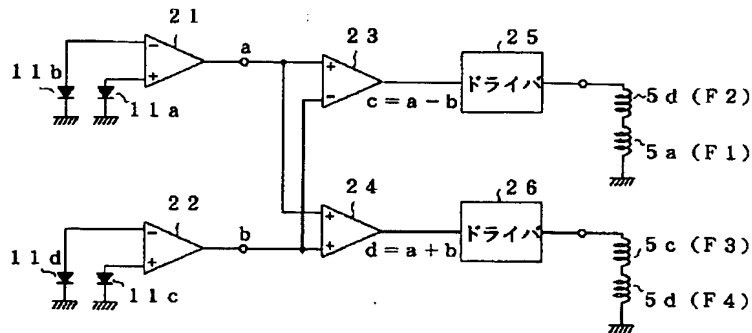 21
a
23
25
11b
−
+
11a
+
−
c=a−b
ドライバ
5d (F2)
5a (F1)
22
b
24
26
11d
−
+
11c
+
+
d=a+b
ドライバ
5c (F3)
5d (F4)